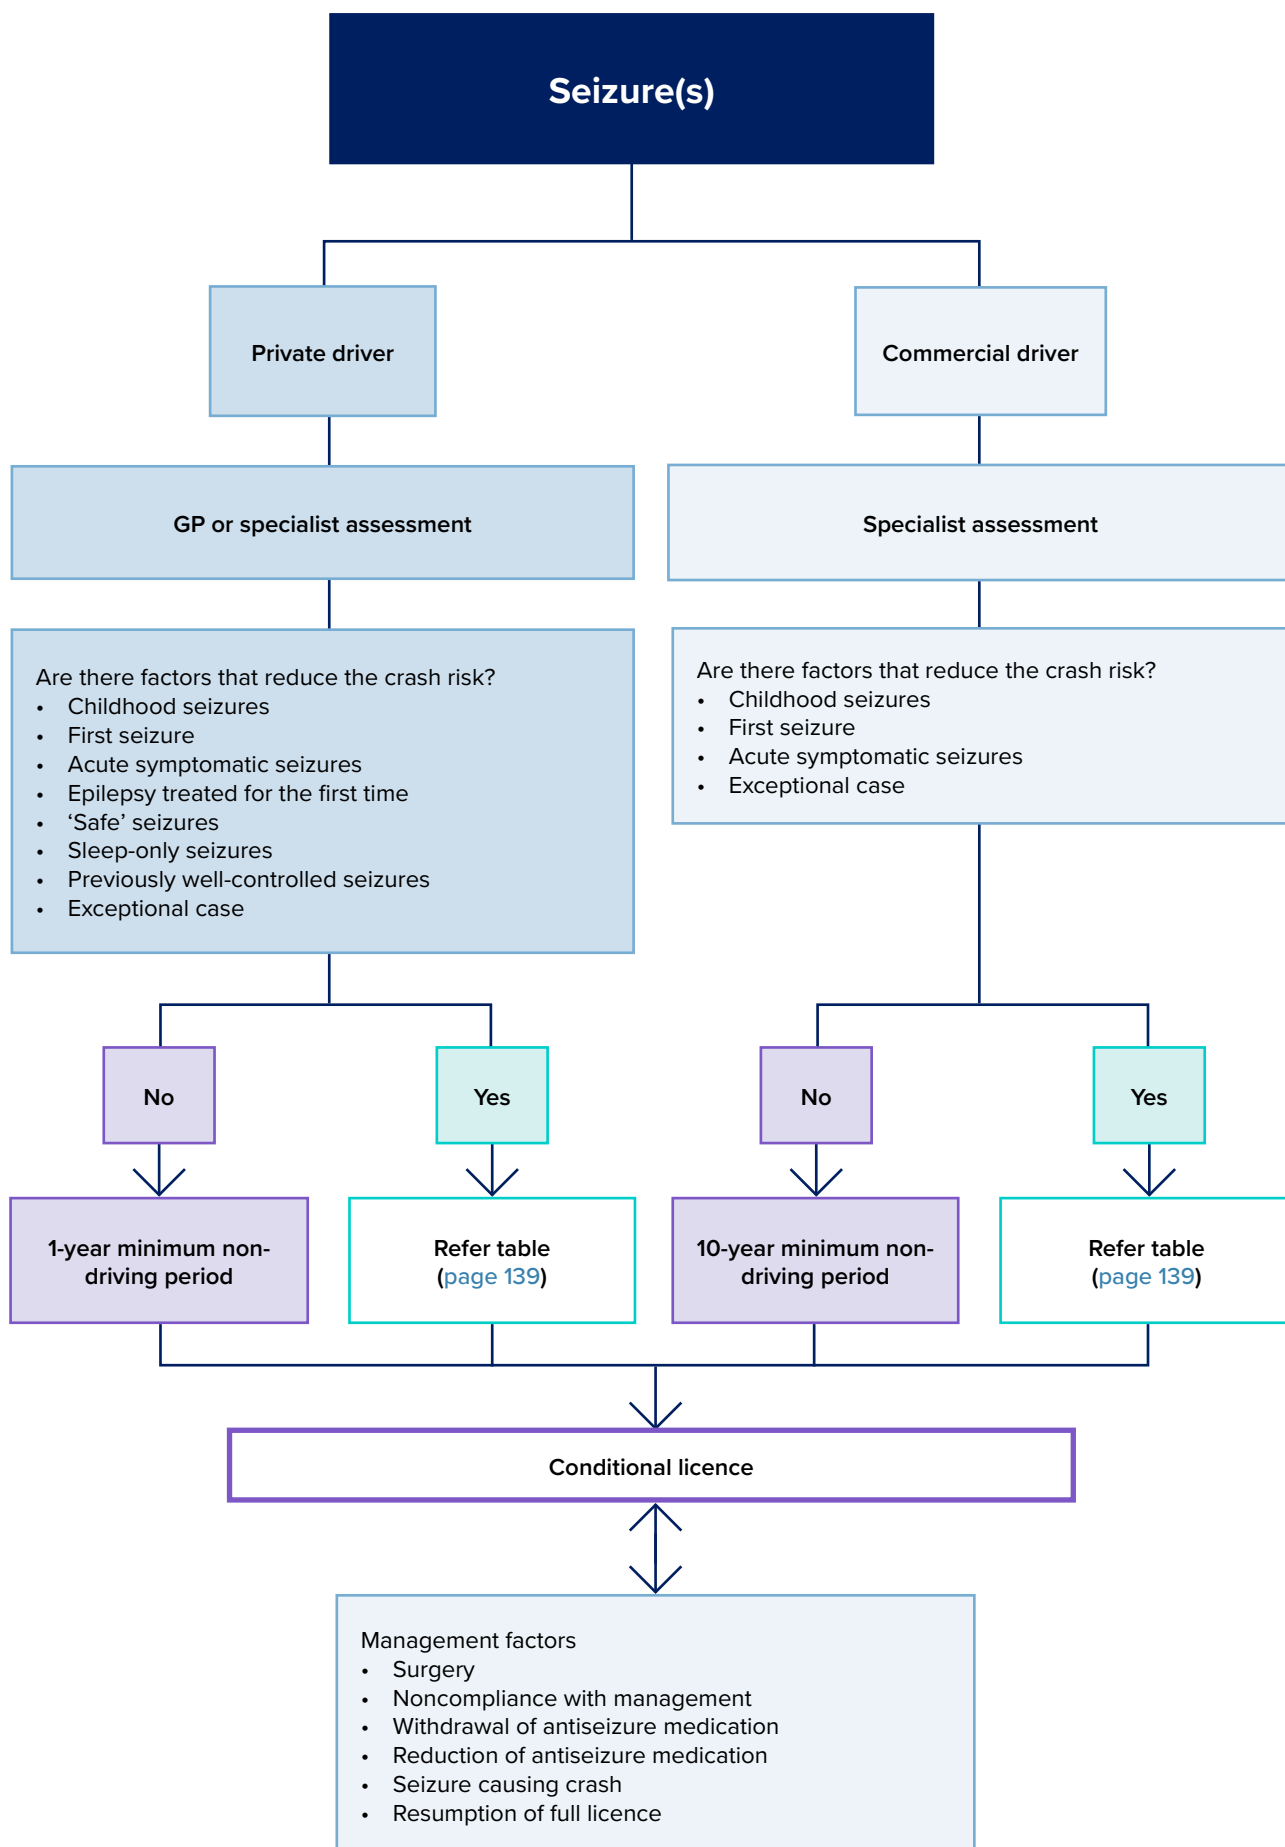 Seizure(s)
Private driver
Commercial driver
GP or specialist assessment
Specialist assessment
Are there factors that reduce the crash risk?
• Childhood seizures
• First seizure
• Acute symptomatic seizures
• Epilepsy treated for the first time
• ‘Safe’ seizures
• Sleep-only seizures
• Previously well-controlled seizures
• Exceptional case
Are there factors that reduce the crash risk?
• Childhood seizures
• First seizure
• Acute symptomatic seizures
• Exceptional case
No
Yes
No
Yes
1-year minimum non-
driving period
Refer table
(page 139)
10-year minimum non-
driving period
Refer table
(page 139)
Conditional licence
Management factors
• Surgery
• Noncompliance with management
• Withdrawal of antiseizure medication
• Reduction of antiseizure medication
• Seizure causing crash
• Resumption of full licence